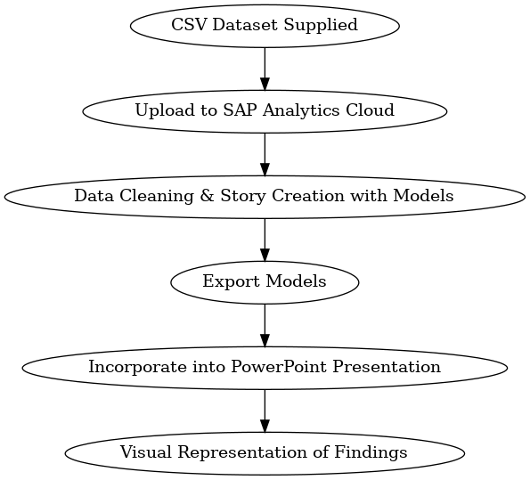 CSV Dataset Supplied
Upload to SAP Analytics Cloud
Data Cleaning & Story Creation with Models
Export Models
Incorporate into PowerPoint Presentation
Visual Representation of Findings